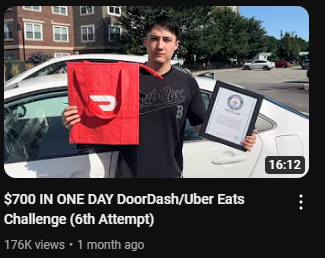 16:12
$700 IN ONE DAY DoorDash/Uber Eats
Challenge (6th Attempt)
176K views • 1 month ago